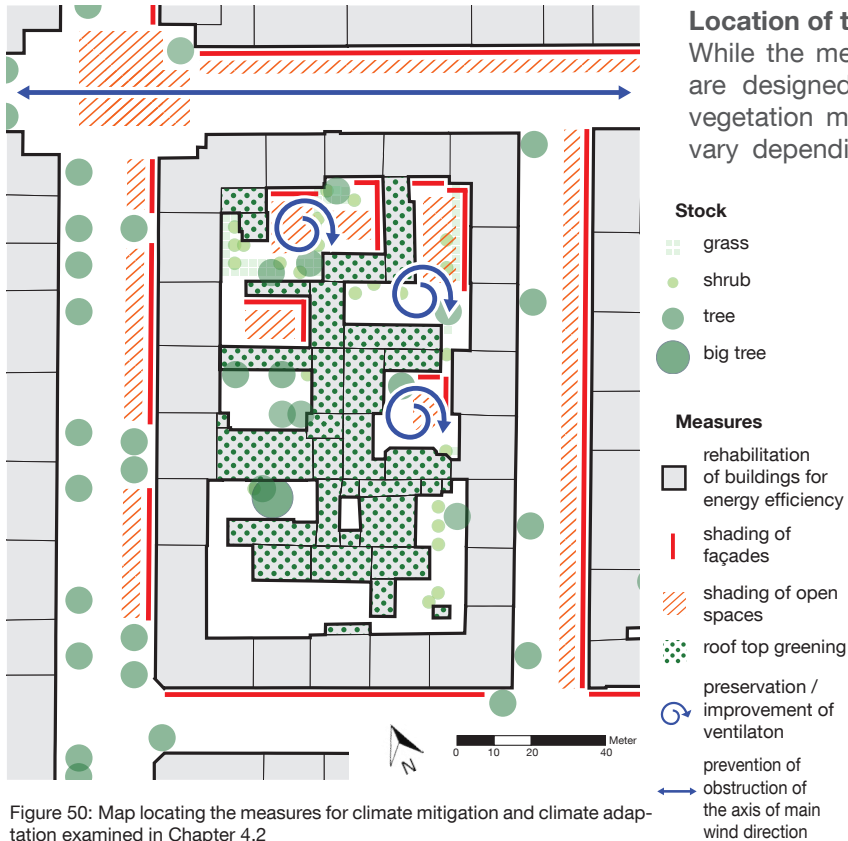 Location of t
While the me
are designed
vegetation m
vary dependi
Stock
grass
shrub
tree
big tree
Measures
rehabilitation
of buildings for
energy efficiency
shading of
façades
shading of open
spaces
roof top greening
preservation /
improvement of
ventilaton
prevention of
obstruction of
the axis of main
wind direction
N
Meter
0 10 20 40
Figure 50: Map locating the measures for climate mitigation and climate adap-
tation examined in Chapter 4.2